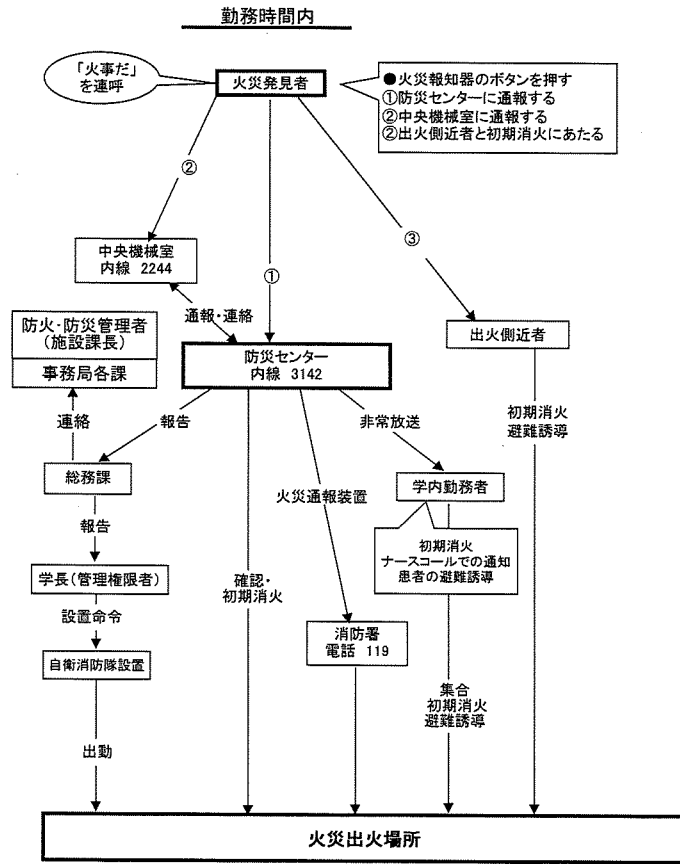 勤務時間内
「火事だ」
を連呼
火災発見者
●火災報知器のボタンを押す
①防災センターに通報する
②中央機械室に通報する
②出火側近者と初期消火にあたる
②
①
③
中央機械室
内線 2244
通報・連絡
防火・防災管理者
(施設課長)
事務局各課
防災センター
内線 3142
出火側近者
連絡
報告
非常放送
初期消火
避難誘導
総務課
火災通報装置
学内勤務者
報告
初期消火
ナースコールでの通知
患者の避難誘導
学長(管理権限者)
確認・
初期消火
設置命令
消防署
電話 119
自衛消防隊設置
集合
初期消火
避難誘導
出動
火災出火場所